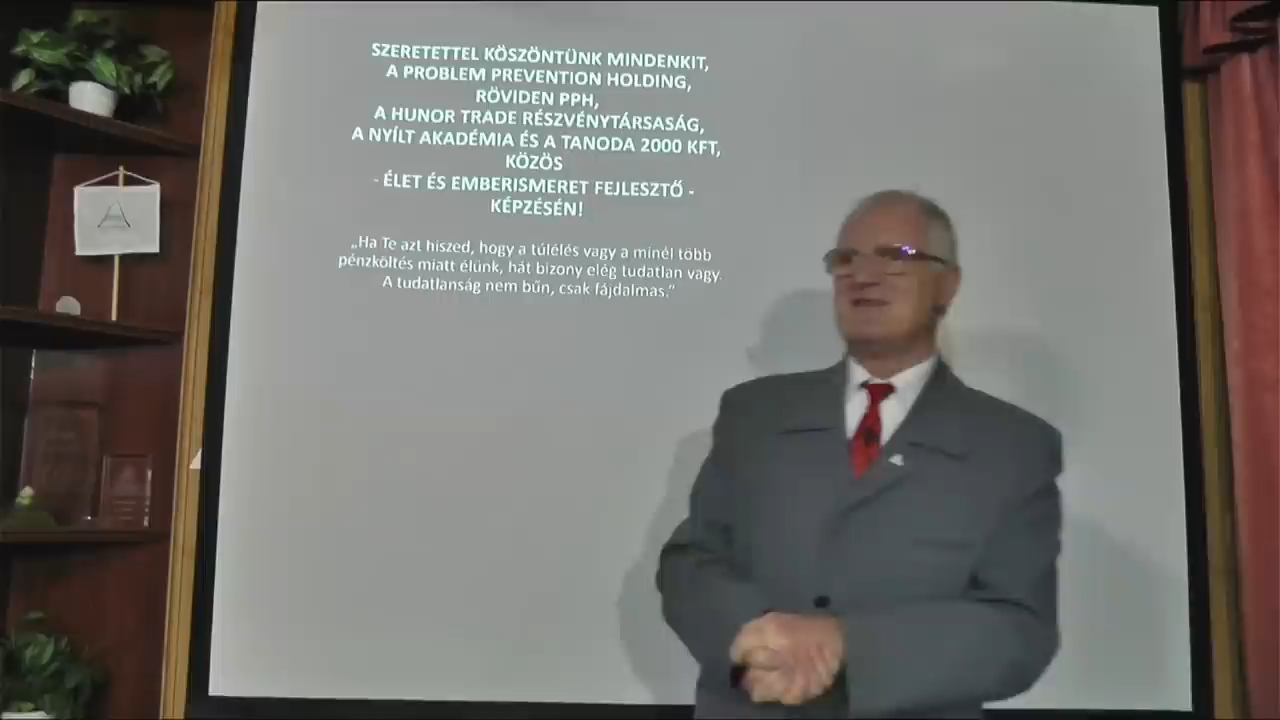 SZERETETTEL KÖSZÖNTÜNK MINDENKIT,
A PROBLEM PREVENTION HOLDING,
RÖVIDEN PPH,
A HUNOR TRADE RÉSZVÉNYTÁRSASÁG,
A NYÍLT AKADÉMIA ÉS A TANODA 2000 KFT,
KÖZÖS
- ÉLET ÉS EMBERISMERET FEJLESZTŐ -
KÉPZÉSÉN!
„Ha Te azt hiszed, hogy a túlélés vagy a minél több
pénzköltés miatt élünk, hát bizony elég tudatlan vagy.
A tudatlanság nem bűn, csak fájdalmas.”